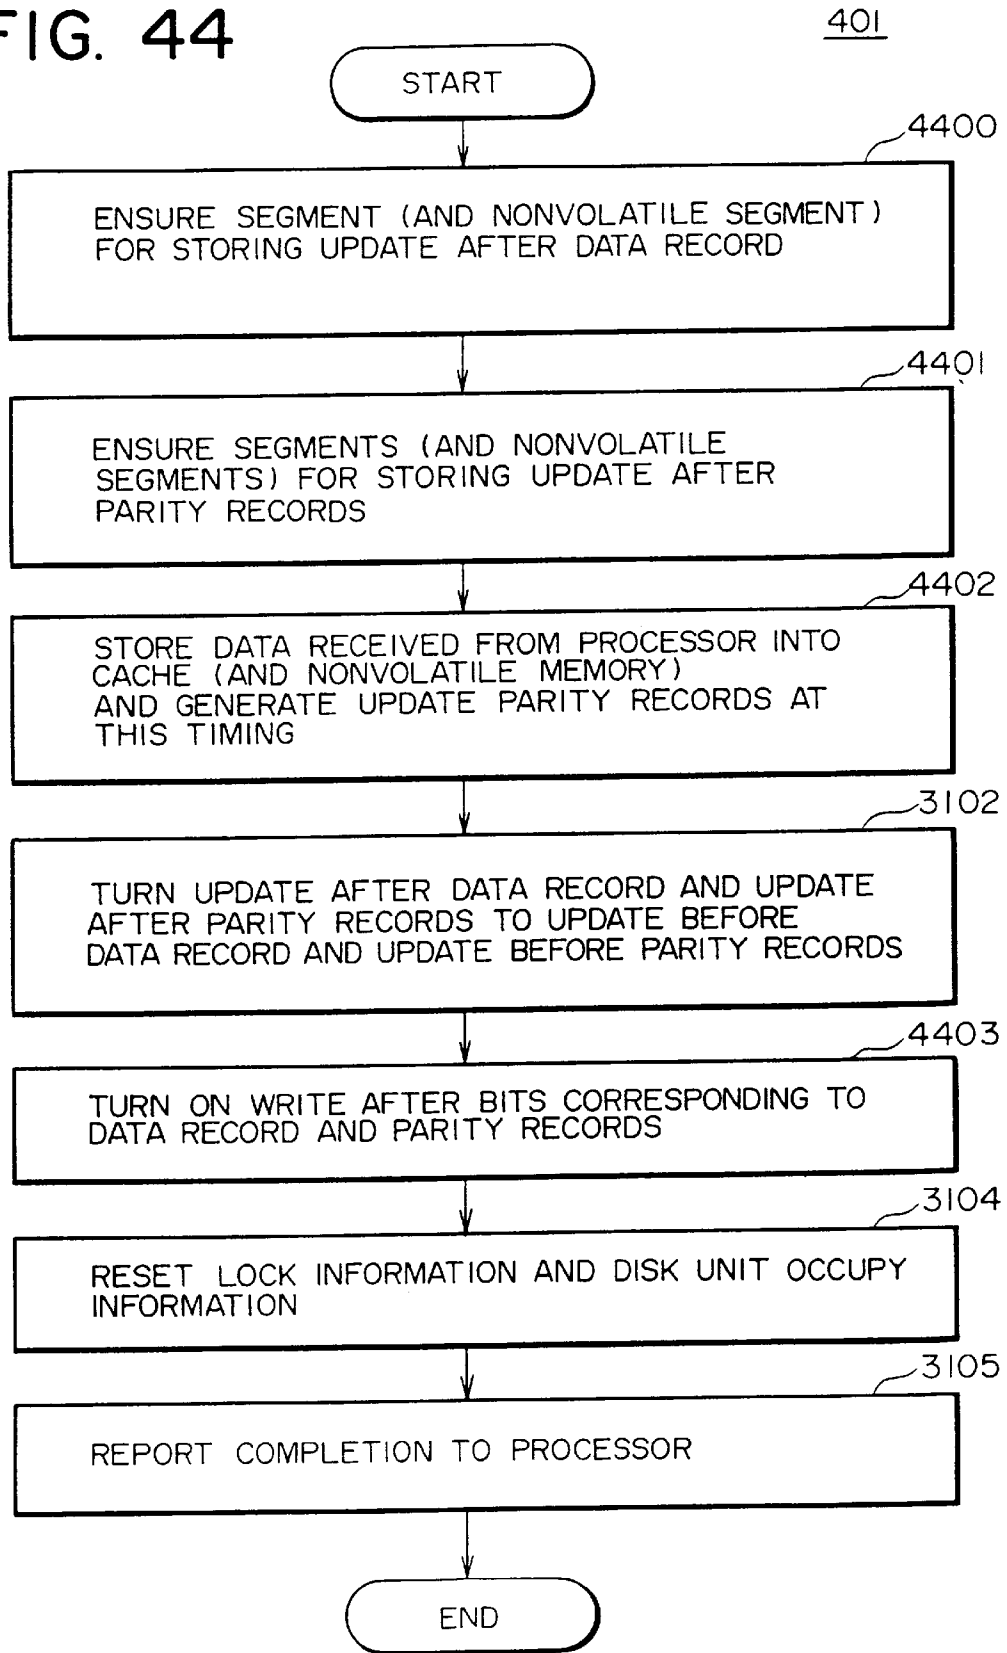 FIG. 44
401
START
4400
ENSURE SEGMENT (AND NONVOLATILE SEGMENT)
FOR STORING UPDATE AFTER DATA RECORD
4401
ENSURE SEGMENTS (AND NONVOLATILE
SEGMENTS) FOR STORING UPDATE AFTER
PARITY RECORDS
4402
STORE DATA RECEIVED FROM PROCESSOR INTO
CACHE (AND NONVOLATILE MEMORY)
AND GENERATE UPDATE PARITY RECORDS AT
THIS TIMING
3102
TURN UPDATE AFTER DATA RECORD AND UPDATE
AFTER PARITY RECORDS TO UPDATE BEFORE
DATA RECORD AND UPDATE BEFORE PARITY RECORDS
4403
TURN ON WRITE AFTER BITS CORRESPONDING TO
DATA RECORD AND PARITY RECORDS
3104
RESET LOCK INFORMATION AND DISK UNIT OCCUPY
INFORMATION
3105
REPORT COMPLETION TO PROCESSOR
END